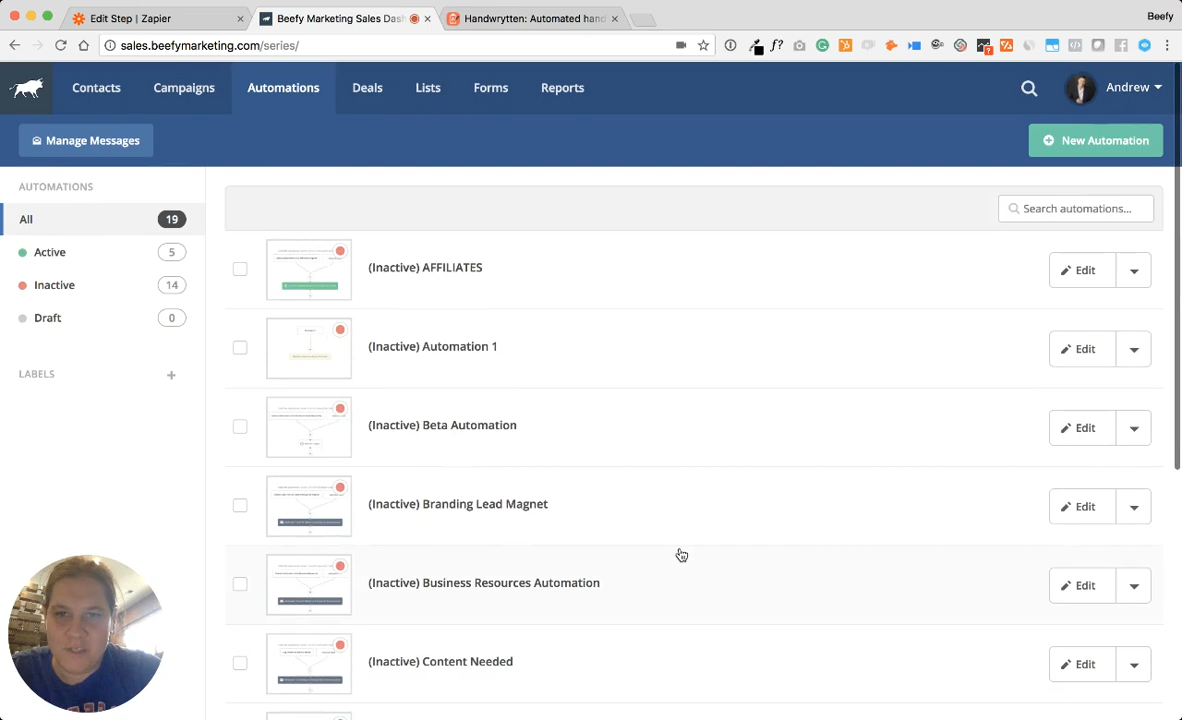 Edit Step | Zapier
Beefy Marketing Sales Dash
Handwrytten: Automated hand
Beefy
sales.beefymarketing.com/series/
Contacts
Campaigns
Automations
Deals
Lists
Forms
Reports
Andrew
Manage Messages
New Automation
AUTOMATIONS
All 19
Active 5
Inactive 14
Draft 0
LABELS
Search automations...
(Inactive) AFFILIATES
Edit
(Inactive) Automation 1
Edit
(Inactive) Beta Automation
Edit
(Inactive) Branding Lead Magnet
Edit
(Inactive) Business Resources Automation
Edit
(Inactive) Content Needed
Edit